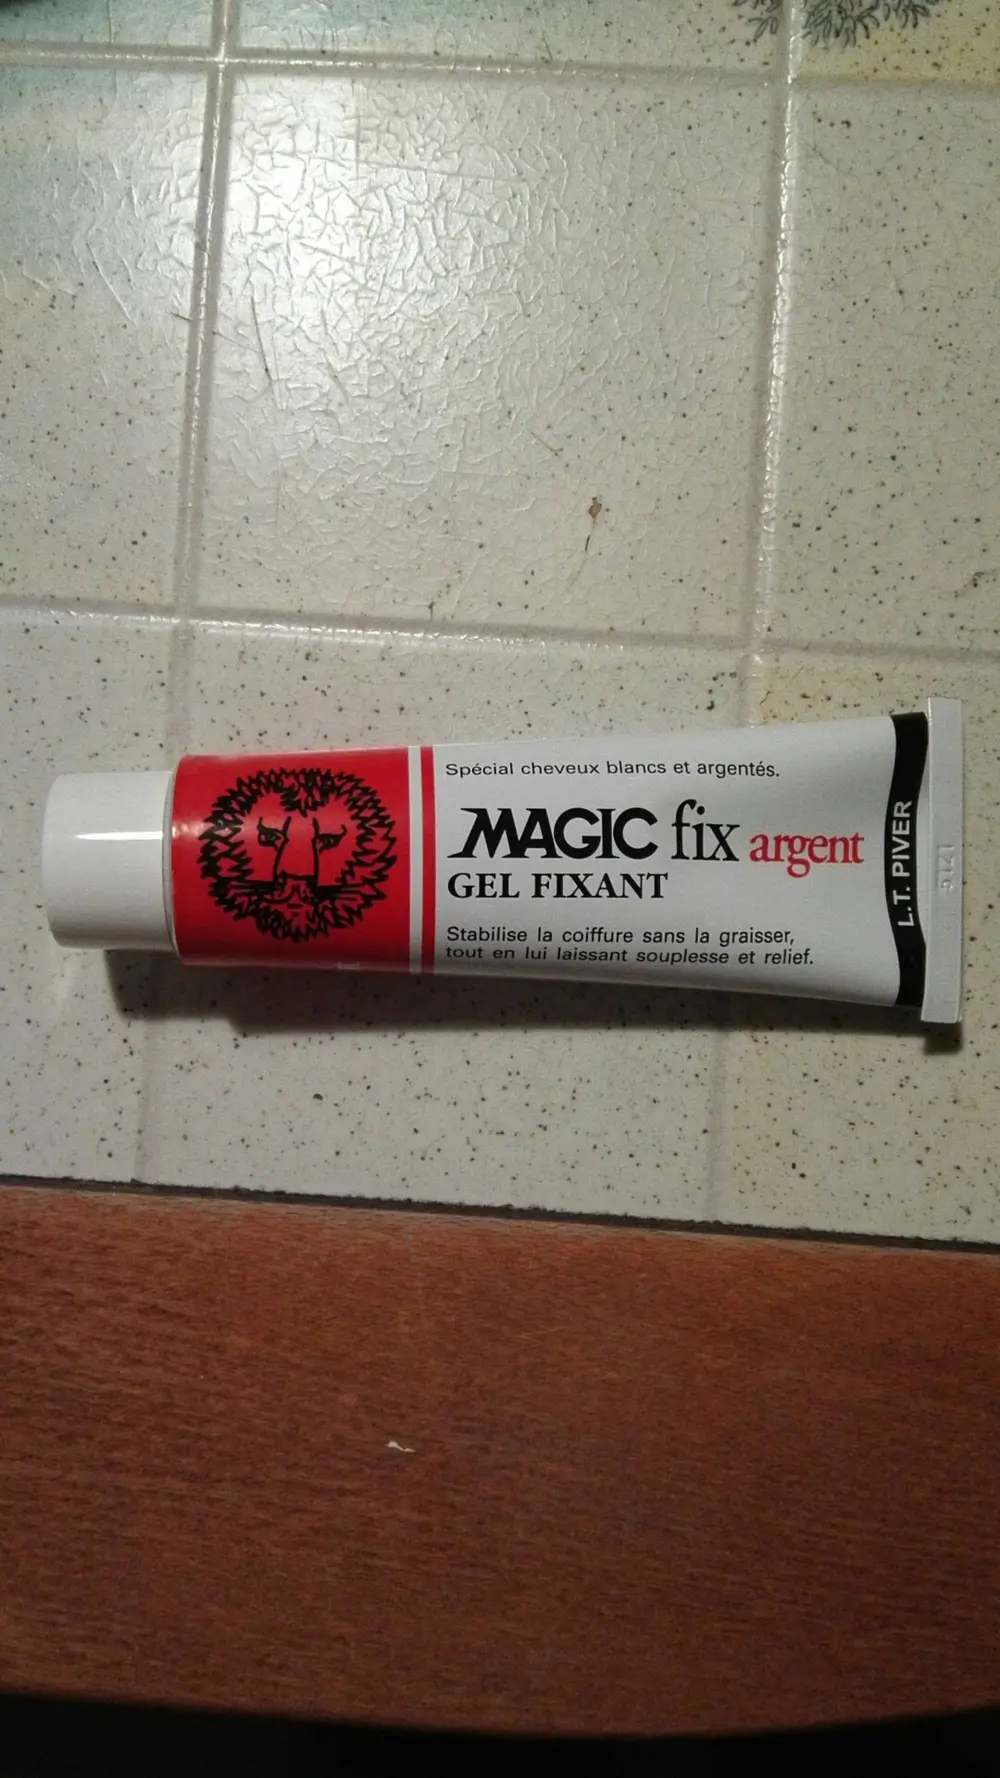 Spécial cheveux blancs et argentés.
MAGIC fix argent
GEL FIXANT
Stabilise la coiffure sans la graisser,
tout en lui laissant souplesse et relief.
L.T. PIVER